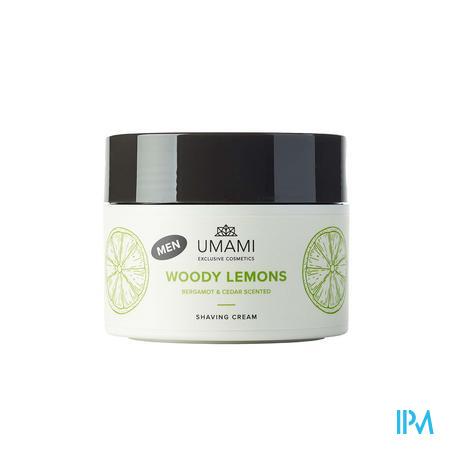 MEN
UMAMI
EXCLUSIVE COSMETICS
WOODY LEMONS
BERGAMOT & CEDAR SCENTED
SHAVING CREAM
IPM